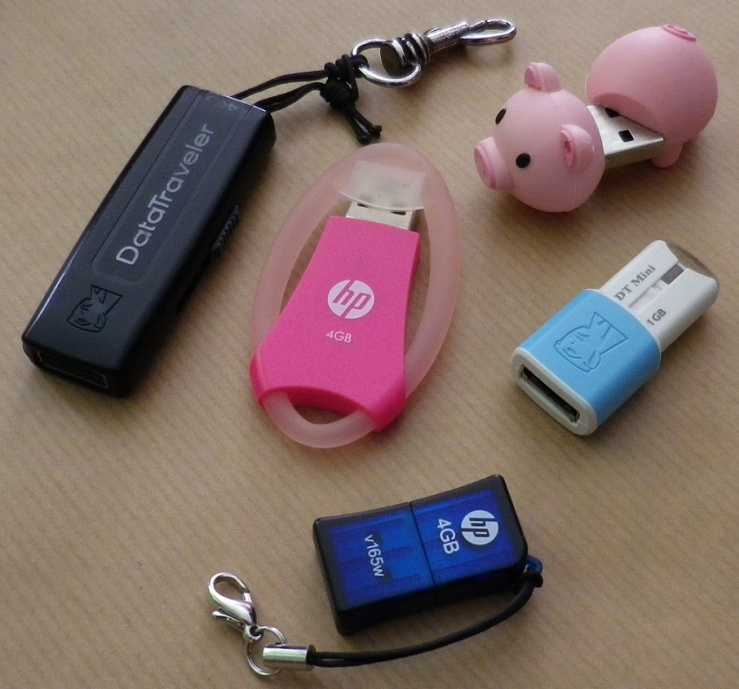 DataTraveler
hp
4GB
DT Mini
1GB
hp
4GB
v165w